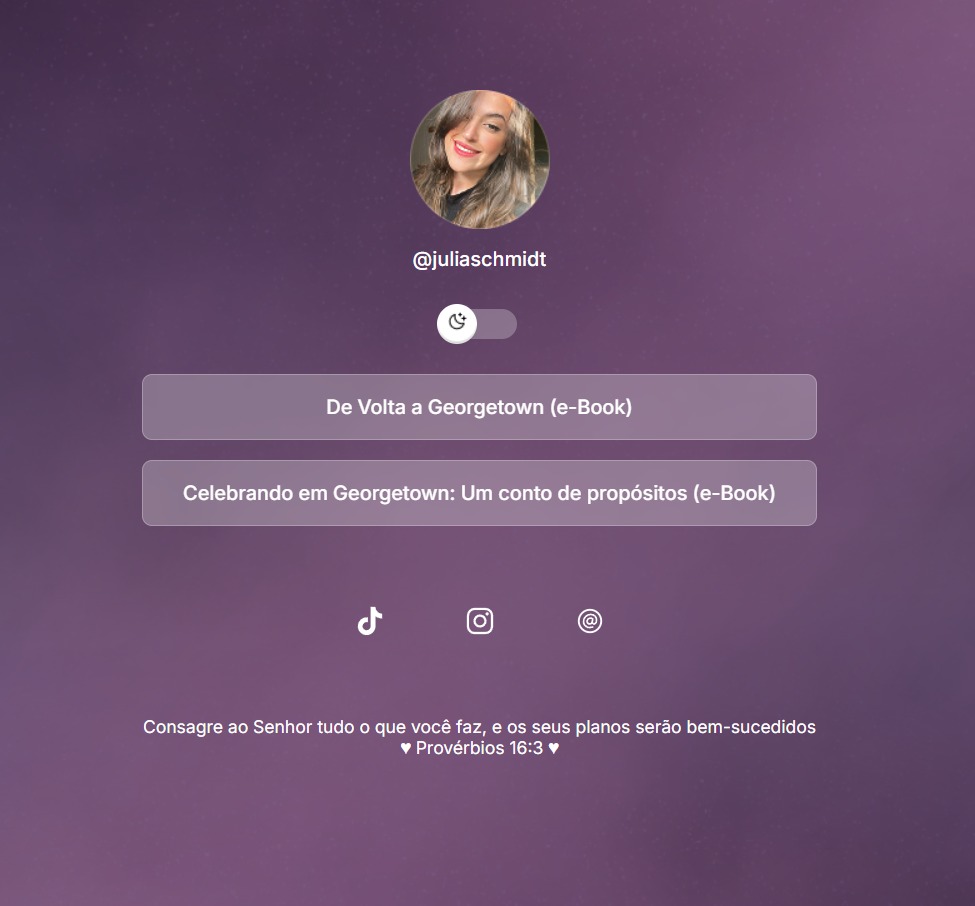 @juliaschmidt
De Volta a Georgetown (e-Book)
Celebrando em Georgetown: Um conto de propósitos (e-Book)
Consagre ao Senhor tudo o que você faz, e os seus planos serão bem-sucedidos
♥ Provérbios 16:3 ♥